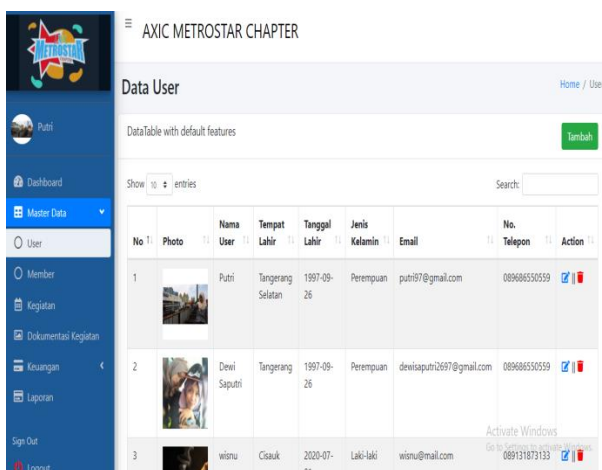 METROSTAR
AXIC METROSTAR CHAPTER
Putri
Dashboard
Master Data
User
Member
Kegiatan
Dokumentasi Kegiatan
Keuangan
Laporan
Sign Out
Logout
Data User
Home / Use
DataTable with default features
Tambah
Show 10 entries
Search:
No Photo Nama User Tempat Lahir Tanggal Lahir Jenis Kelamin Email No. Telepon Action
1 Putri Tangerang Selatan 1997-09-26 Perempuan putri97@gmail.com 089686550559 ||
2 Dewi Saputri Tangerang 1997-09-26 Perempuan dewisaputri2697@gmail.com 089686550559 ||
3 wisnu Cisauk 2020-07- Laki-laki wisnu@mail.com 089131873133 ||
Activate Windows
Go to Settings to activate Windows.